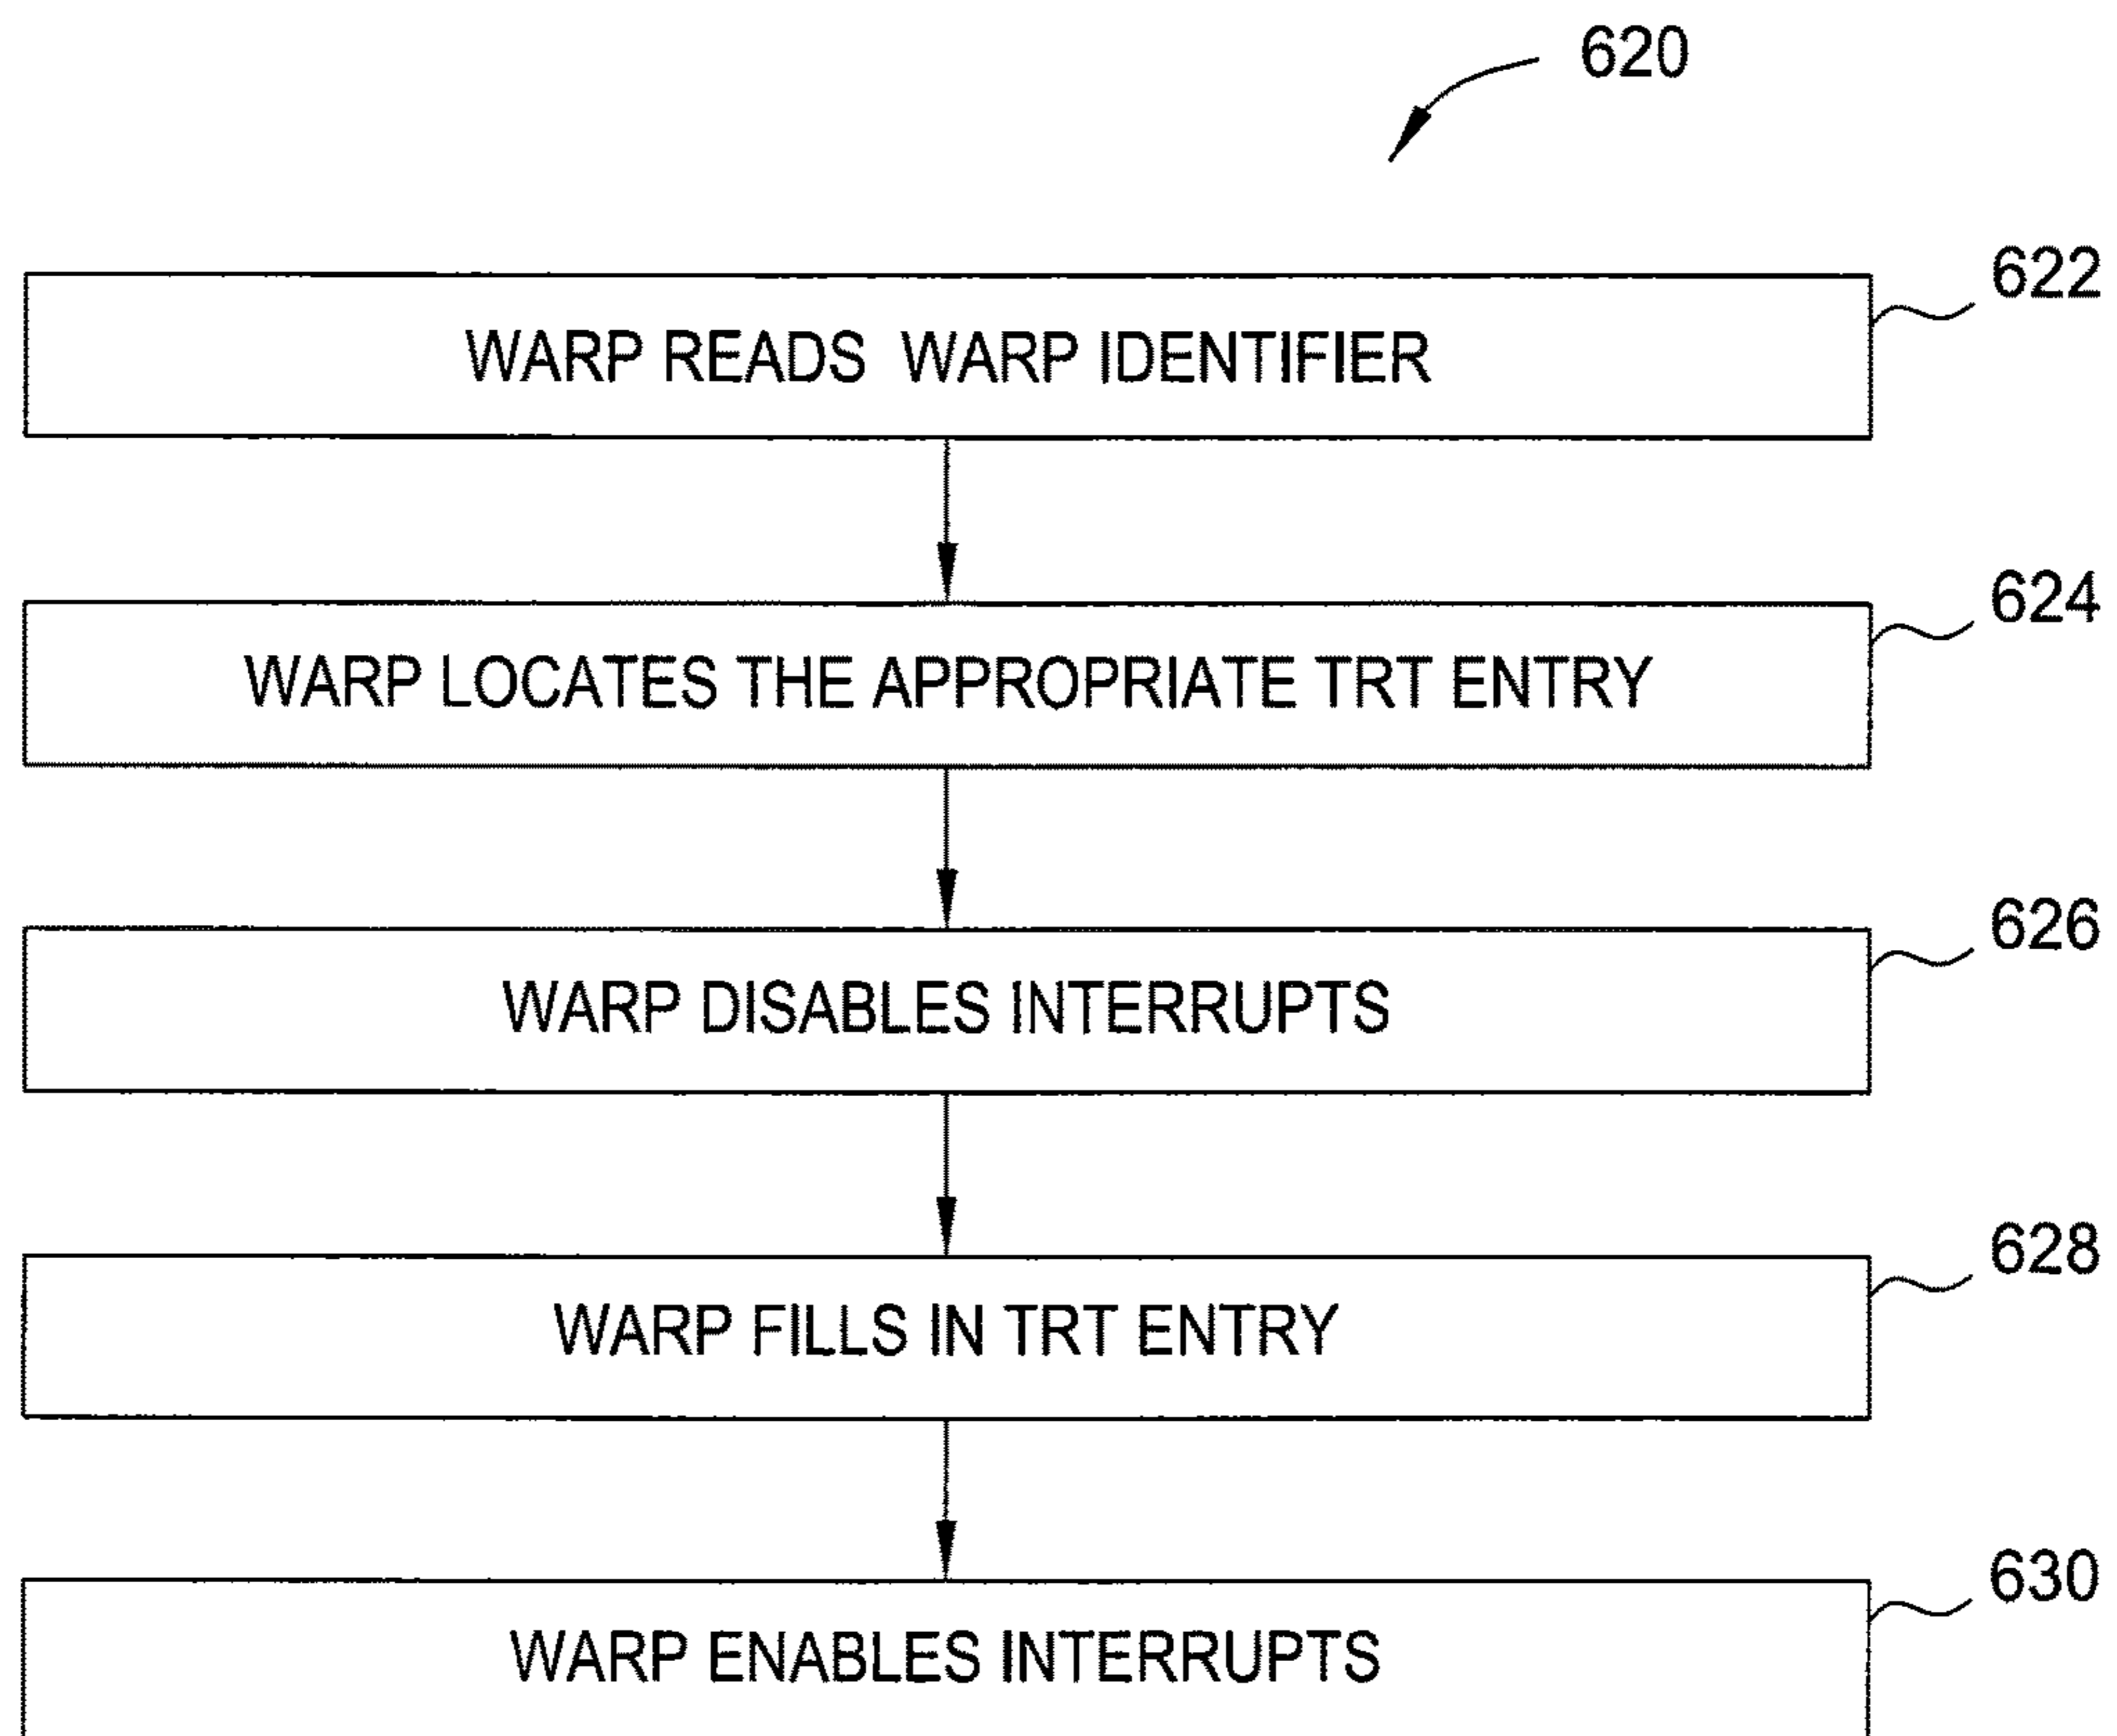 620
622
WARP READS WARP IDENTIFIER
624
WARP LOCATES THE APPROPRIATE TRT ENTRY
626
WARP DISABLES INTERRUPTS
628
WARP FILLS IN TRT ENTRY
630
WARP ENABLES INTERRUPTS